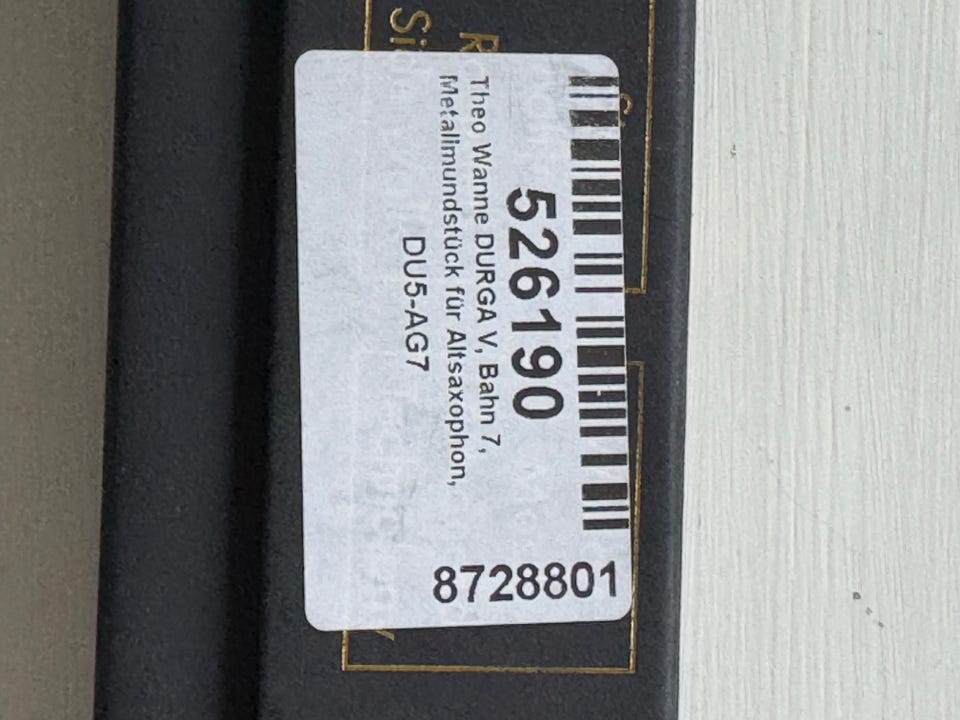 526190
Theo Wanne DURGA V, Bahn 7,
Metallmundstück für Altsaxophon,
DU5-AG7
8728801